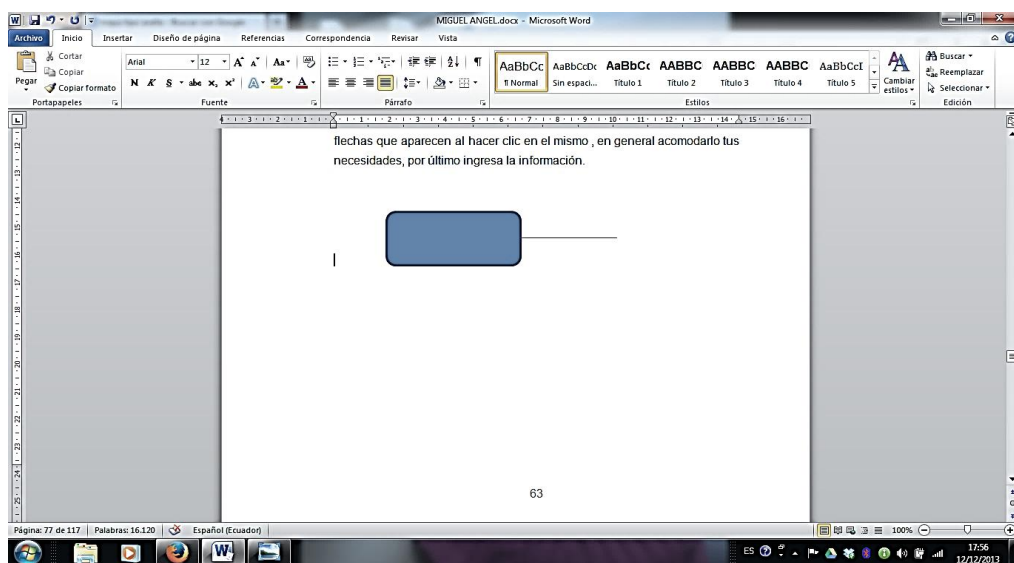 MIGUEL ANGEL.docx - Microsoft Word
Archivo Inicio Insertar Diseño de página Referencias Correspondencia Revisar Vista
Pegar
Cortar
Copiar
Copiar formato
Portapapeles
Arial 12
N K S abc x₂ x² A
Fuente
Párrafo
AaBbCc AaBbCcDc AaBbCc AABBC AABBC AABBC AaBbCcI
¶ Normal Sin espaci... Título 1 Título 2 Título 3 Título 4 Título 5
Cambiar estilos
Estilos
Buscar
Reemplazar
Seleccionar
Edición
flechas que aparecen al hacer clic en el mismo , en general acomodarlo tus
necesidades, por último ingresa la información.
63
Página: 77 de 117 Palabras: 16.120 Español (Ecuador) 100%
ES 17:56
12/12/2013